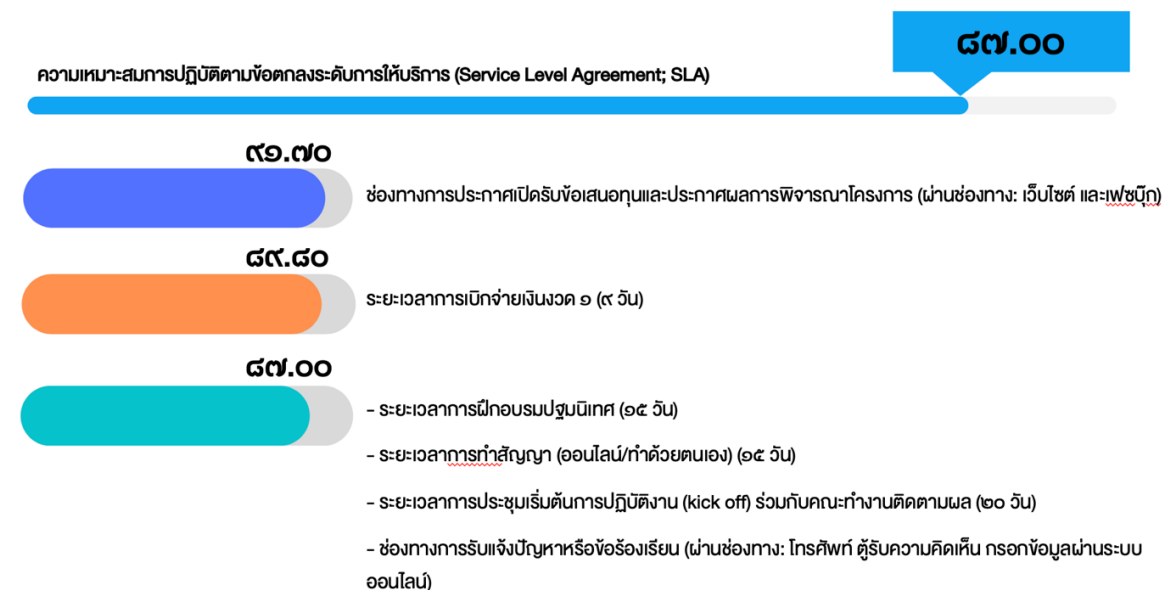 ๘๗.๐๐
ความเหมาะสมการปฏิบัติตามข้อตกลงระดับการให้บริการ (Service Level Agreement; SLA)
๙๑.๗๐
ช่องทางการประกาศเปิดรับข้อเสนอทุนและประกาศผลการพิจารณาโครงการ (ผ่านช่องทาง: เว็บไซต์ และเฟซบุ๊ก)
๘๙.๘๐
ระยะเวลาการเบิกจ่ายเงินงวด ๑ (๙ วัน)
๘๗.๐๐
- ระยะเวลาการฝึกอบรมปฐมนิเทศ (๑๕ วัน)
- ระยะเวลาการทำสัญญา (ออนไลน์/ทำด้วยตนเอง) (๑๕ วัน)
- ระยะเวลาการประชุมเริ่มต้นการปฏิบัติงาน (kick off) ร่วมกับคณะทำงานติดตามผล (๒๐ วัน)
- ช่องทางการรับแจ้งปัญหาหรือข้อร้องเรียน (ผ่านช่องทาง: โทรศัพท์ ตู้รับความคิดเห็น กรอกข้อมูลผ่านระบบ
ออนไลน์)